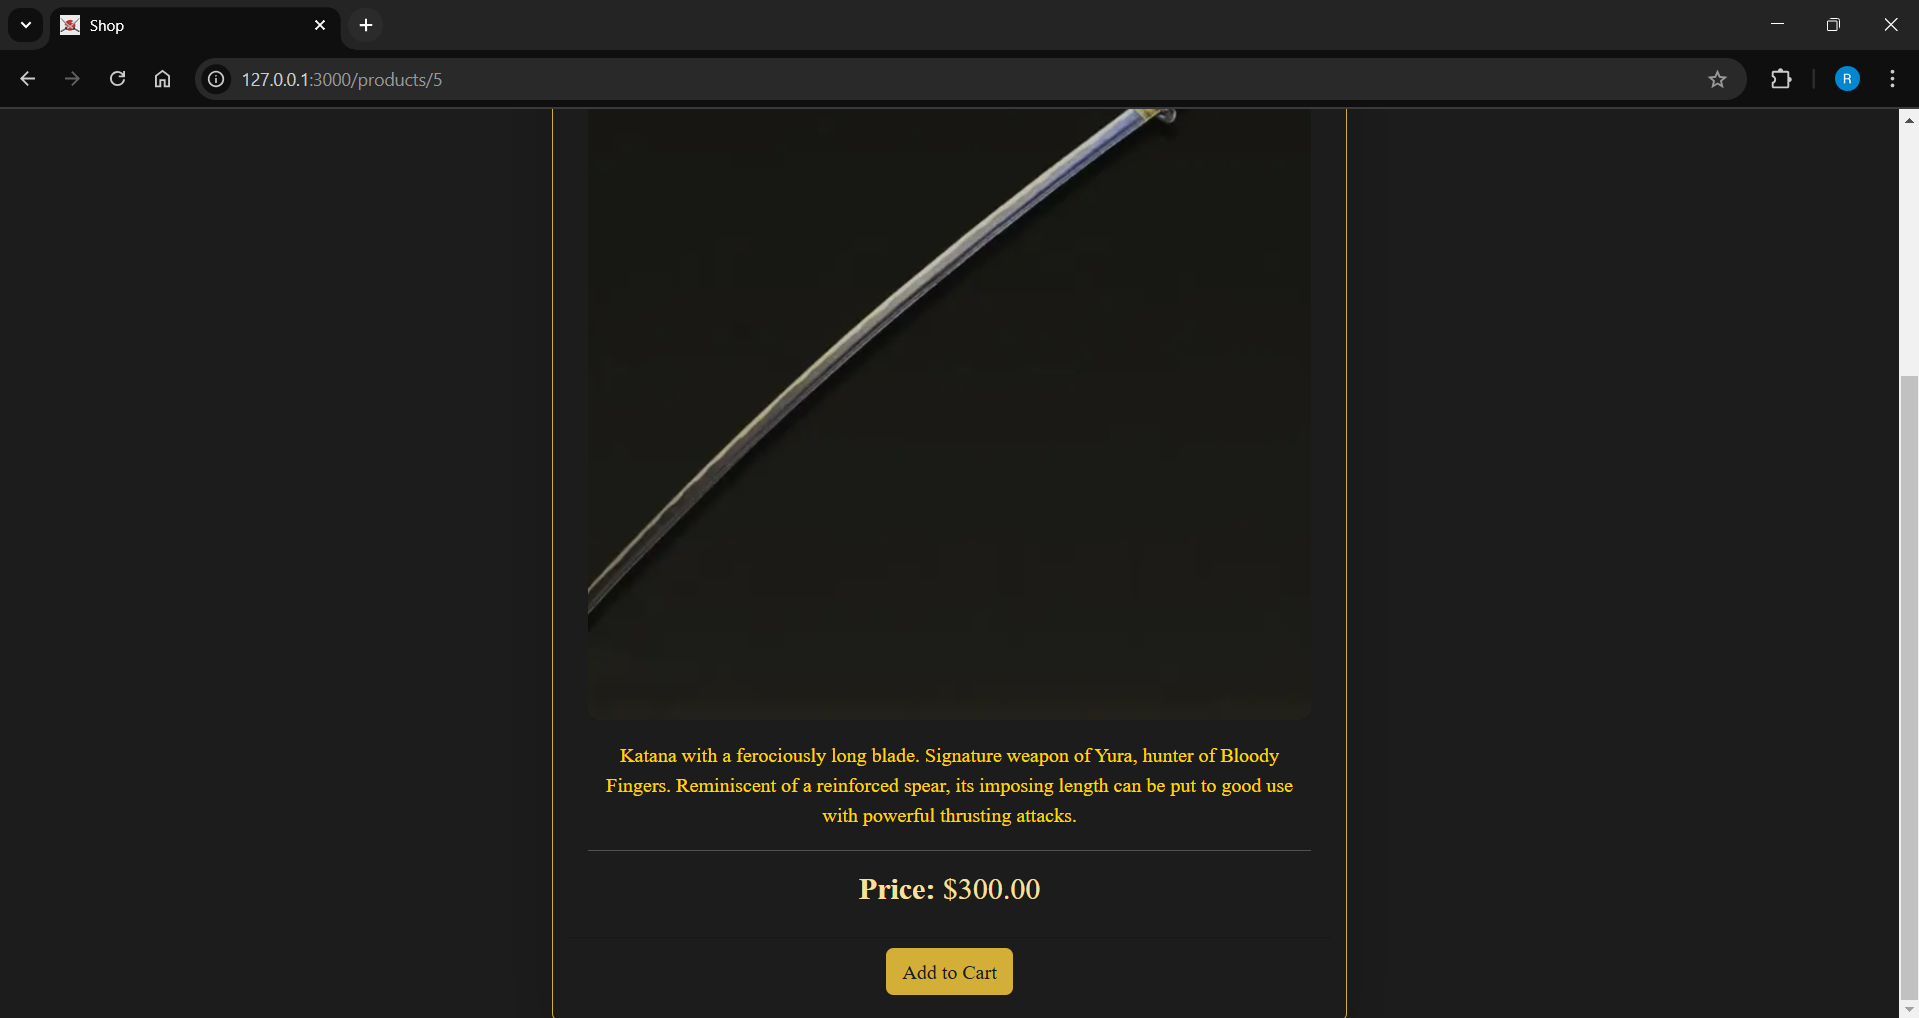 Shop
127.0.0.1:3000/products/5
R
Katana with a ferociously long blade. Signature weapon of Yura, hunter of Bloody
Fingers. Reminiscent of a reinforced spear, its imposing length can be put to good use
with powerful thrusting attacks.
Price: $300.00
Add to Cart